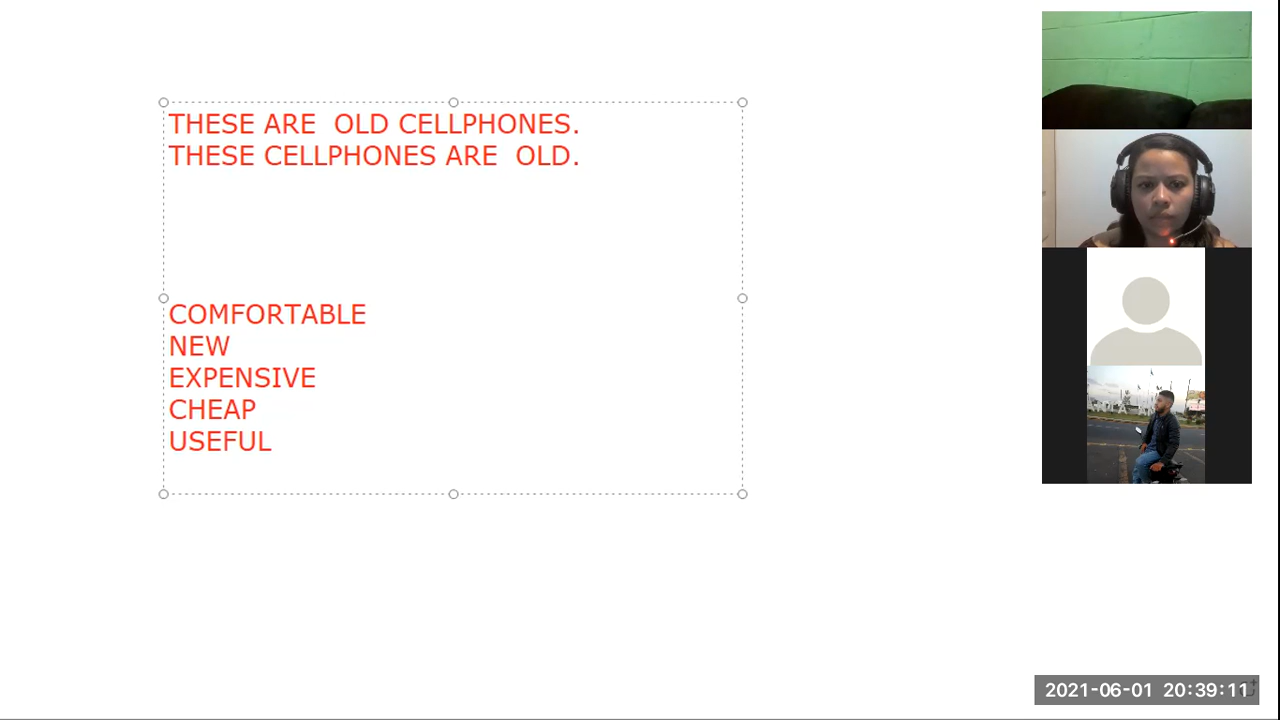 THESE ARE  OLD CELLPHONES.
THESE CELLPHONES ARE  OLD.
COMFORTABLE
NEW
EXPENSIVE
CHEAP
USEFUL
2021-06-01 20:39:11